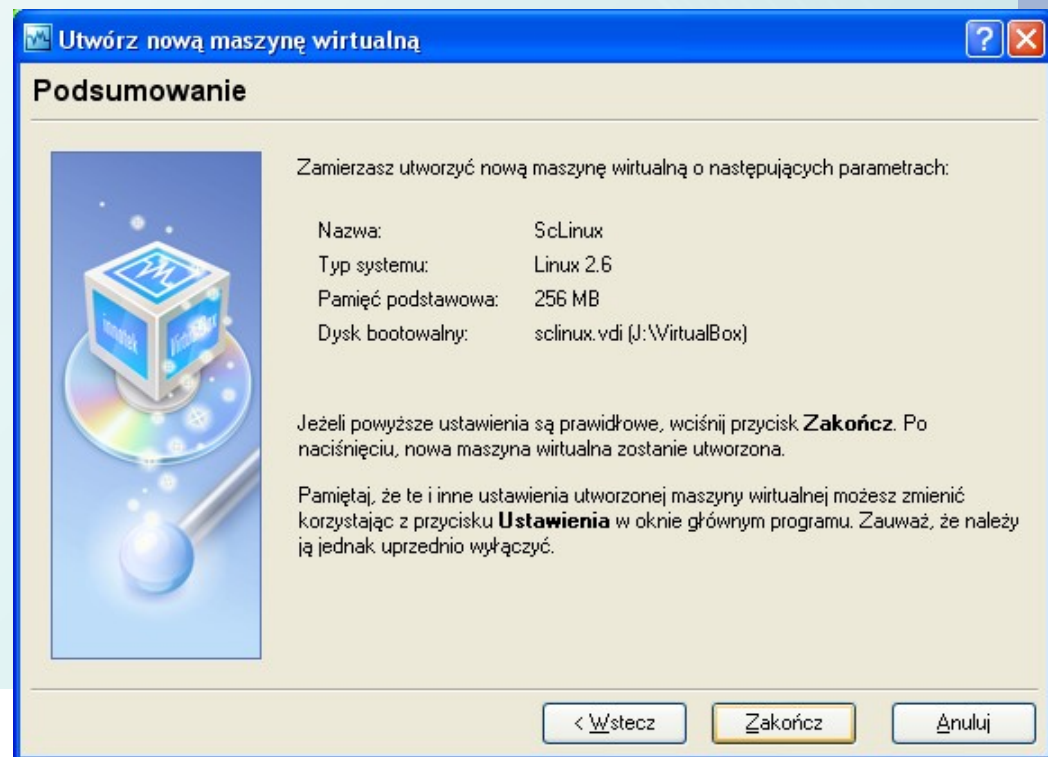 Utwórz nową maszynę wirtualną
Podsumowanie
Zamierzasz utworzyć nową maszynę wirtualną o następujących parametrach:
Nazwa: ScLinux
Typ systemu: Linux 2.6
Pamięć podstawowa: 256 MB
Dysk bootowalny: sclinux.vdi (J:\VirtualBox)
innotek
VirtualBox
Jeżeli powyższe ustawienia są prawidłowe, wciśnij przycisk Zakończ. Po
naciśnięciu, nowa maszyna wirtualna zostanie utworzona.
Pamiętaj, że te i inne ustawienia utworzonej maszyny wirtualnej możesz zmienić
korzystając z przycisku Ustawienia w oknie głównym programu. Zauważ, że należy
ją jednak uprzednio wyłączyć.
< Wstecz
Zakończ
Anuluj